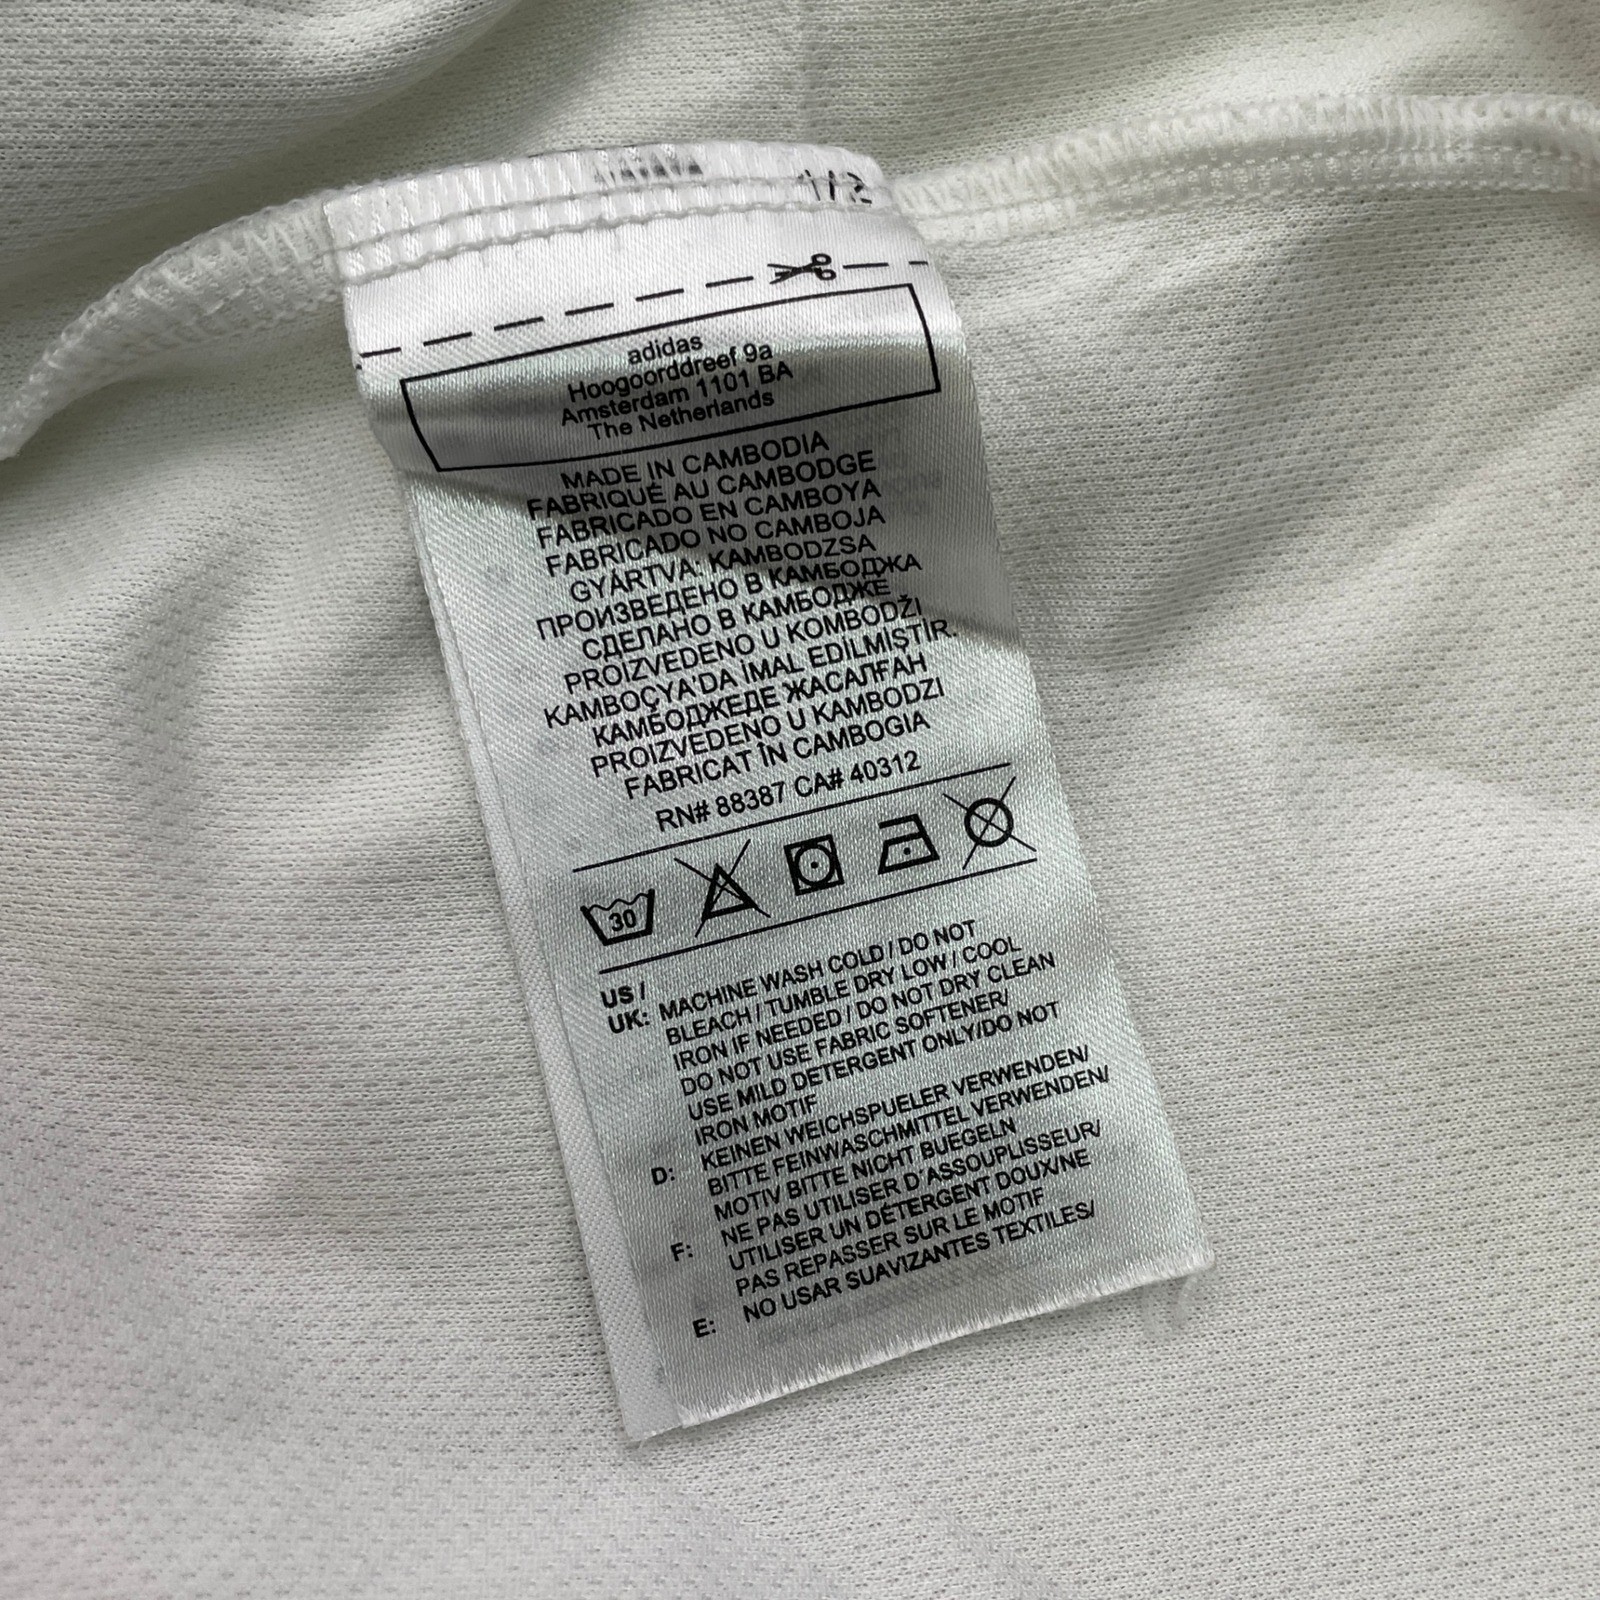 adidas
Hoogoorddreef 9a
Amsterdam 1101 BA
The Netherlands
MADE IN CAMBODIA
FABRIQUÉ AU CAMBODGE
FABRICADO EN CAMBOYA
FABRICADO NO CAMBOJA
GYÁRTVA: KAMBODZSA
ПРОИЗВЕДЕНО В КАМБОДЖА
СДЕЛАНО В КАМБОДЖЕ
PROIZVEDENO U KOMBODŽI
KAMBOÇYA'DA İMAL EDİLMİŞTİR.
КАМБОДЖЕДЕ ЖАСАЛҒАН
PROIZVEDENO U KAMBODZI
FABRICAT ÎN CAMBOGIA
RN# 88387 CA# 40312
30
US / UK: MACHINE WASH COLD / DO NOT
BLEACH / TUMBLE DRY LOW / COOL
IRON IF NEEDED / DO NOT DRY CLEAN
DO NOT USE FABRIC SOFTENER/
USE MILD DETERGENT ONLY/DO NOT
IRON MOTIF
D: KEINEN WEICHSPUELER VERWENDEN/
BITTE FEINWASCHMITTEL VERWENDEN/
MOTIV BITTE NICHT BUEGELN
F: NE PAS UTILISER D'ASSOUPLISSEUR/
UTILISER UN DÉTERGENT DOUX/NE
PAS REPASSER SUR LE MOTIF
E: NO USAR SUAVIZANTES TEXTILES/